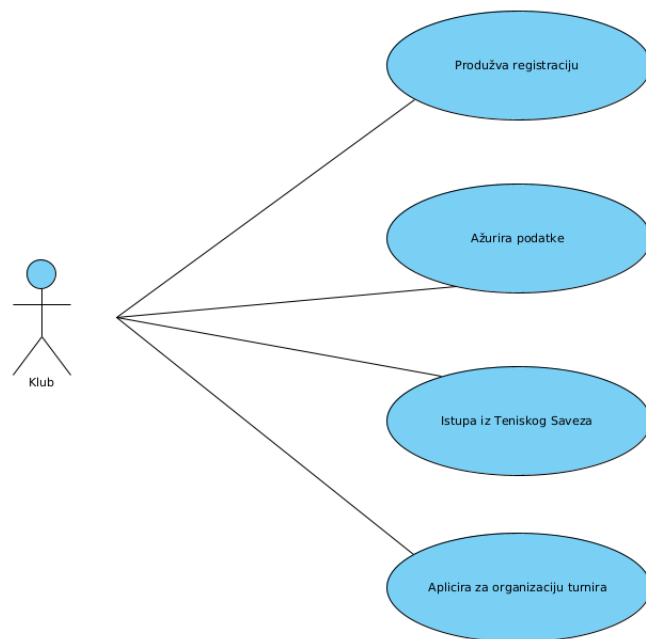 Produžva registraciju
Ažurira podatke
Klub
Istupa iz Teniskog Saveza
Aplicira za organizaciju turnira